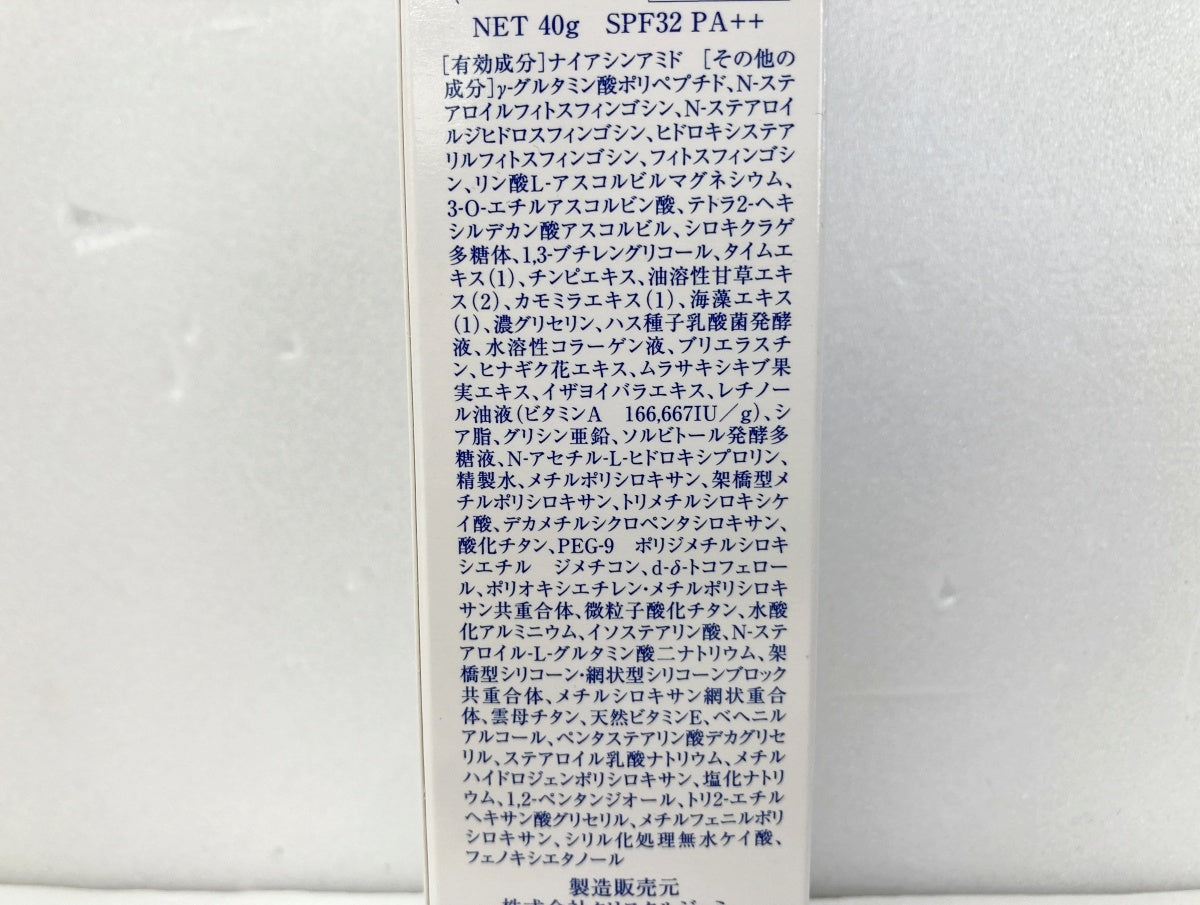 NET 40g SPF32 PA++
[有効成分]ナイアシンアミド [その他の
成分]γ-グルタミン酸ポリペプチド、N-ステ
アロイルフィトスフィンゴシン、N-ステアロイ
ルジヒドロスフィンゴシン、ヒドロキシステア
リルフィトスフィンゴシン、フィトスフィンゴシ
ン、リン酸L-アスコルビルマグネシウム、
3-O-エチルアスコルビン酸、テトラ2-ヘキ
シルデカン酸アスコルビル、シロキクラゲ
多糖体、1,3-ブチレングリコール、タイムエ
キス(1)、チンピエキス、油溶性甘草エキ
ス(2)、カモミラエキス(1)、海藻エキス
(1)、濃グリセリン、ハス種子乳酸菌発酵
液、水溶性コラーゲン液、ブリエラスチ
ン、ヒナギク花エキス、ムラサキシキブ果
実エキス、イザヨイバラエキス、レチノー
ル油液(ビタミンA 166,667IU/g)、シ
ア脂、グリシン亜鉛、ソルビトール発酵多
糖液、N-アセチル-L-ヒドロキシプロリン、
精製水、メチルポリシロキサン、架橋型メ
チルポリシロキサン、トリメチルシロキシケ
イ酸、デカメチルシクロペンタシロキサン、
酸化チタン、PEG-9 ポリジメチルシロキ
シエチル ジメチコン、d-δ-トコフェロー
ル、ポリオキシエチレン・メチルポリシロキ
サン共重合体、微粒子酸化チタン、水酸
化アルミニウム、イソステアリン酸、N-ステ
アロイル-L-グルタミン酸二ナトリウム、架
橋型シリコーン・網状型シリコーンブロック
共重合体、メチルシロキサン網状重合
体、雲母チタン、天然ビタミンE、ベヘニル
アルコール、ペンタステアリン酸デカグリセ
リル、ステアロイル乳酸ナトリウム、メチル
ハイドロジェンポリシロキサン、塩化ナトリ
ウム、1,2-ペンタンジオール、トリ2-エチル
ヘキサン酸グリセリル、メチルフェニルポリ
シロキサン、シリル化処理無水ケイ酸、
フェノキシエタノール
製造販売元